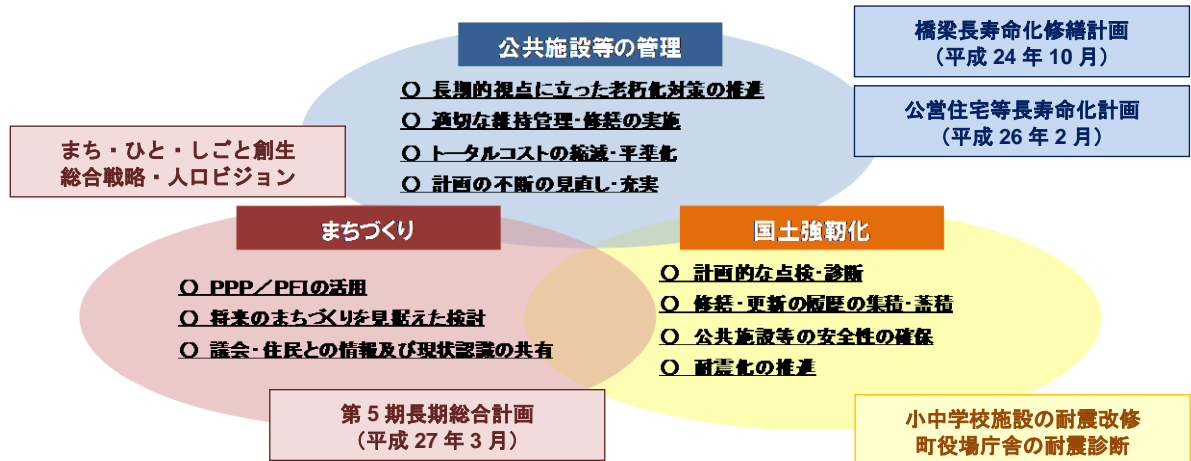 公共施設等の管理
○ 長期的視点に立った老朽化対策の推進
○ 適切な維持管理・修繕の実施
○ トータルコストの縮減・平準化
○ 計画の不断の見直し・充実
橋梁長寿命化修繕計画
（平成 24 年 10 月）
公営住宅等長寿命化計画
（平成 26 年 2 月）
まち・ひと・しごと創生
総合戦略・人口ビジョン
まちづくり
○ PPP／PFIの活用
○ 将来のまちづくりを見据えた検討
○ 議会・住民との情報及び現状認識の共有
国土強靭化
○ 計画的な点検・診断
○ 修繕・更新の履歴の集積・蓄積
○ 公共施設等の安全性の確保
○ 耐震化の推進
第 5 期長期総合計画
（平成 27 年 3 月）
小中学校施設の耐震改修
町役場庁舎の耐震診断